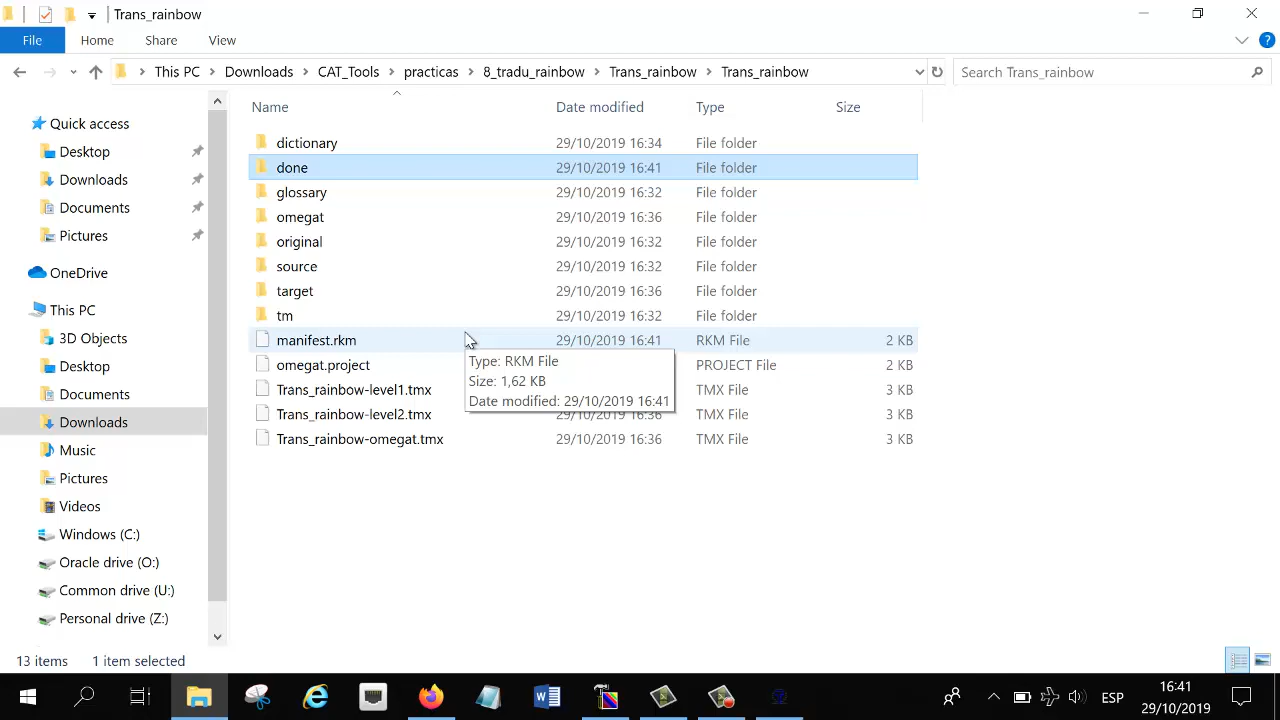 Trans_rainbow
File Home Share View
This PC Downloads CAT_Tools practicas 8_tradu_rainbow Trans_rainbow Trans_rainbow Search Trans_rainbow
Name Date modified Type Size
Quick access
Desktop
Downloads
Documents
Pictures
OneDrive
This PC
3D Objects
Desktop
Documents
Downloads
Music
Pictures
Videos
Windows (C:)
Oracle drive (O:)
Common drive (U:)
Personal drive (Z:)
dictionary 29/10/2019 16:34 File folder
done 29/10/2019 16:41 File folder
glossary 29/10/2019 16:32 File folder
omegat 29/10/2019 16:36 File folder
original 29/10/2019 16:32 File folder
source 29/10/2019 16:32 File folder
target 29/10/2019 16:36 File folder
tm 29/10/2019 16:32 File folder
manifest.rkm 29/10/2019 16:41 RKM File 2 KB
omegat.project PROJECT File 2 KB
Trans_rainbow-level1.tmx TMX File 3 KB
Trans_rainbow-level2.tmx 29/10/2019 16:36 TMX File 3 KB
Trans_rainbow-omegat.tmx 29/10/2019 16:36 TMX File 3 KB
Type: RKM File
Size: 1,62 KB
Date modified: 29/10/2019 16:41
13 items 1 item selected
ESP
16:41
29/10/2019